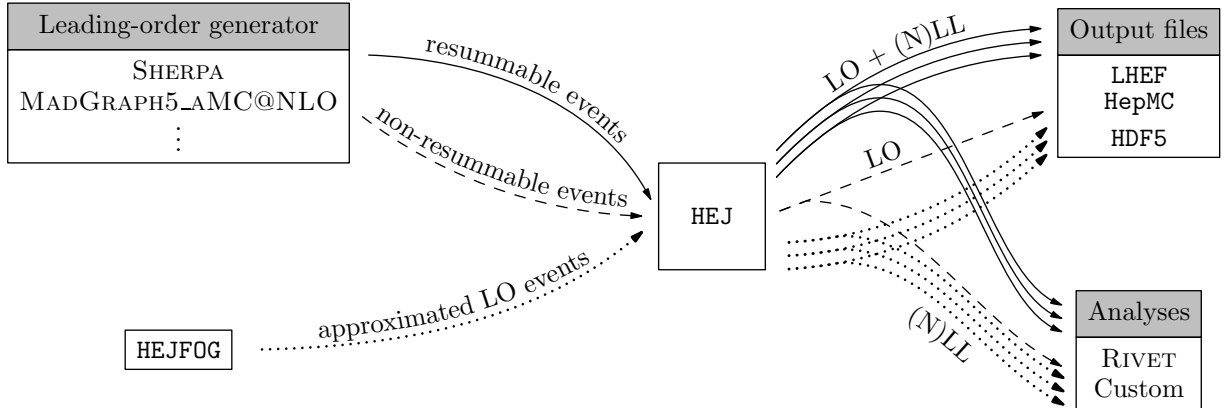 Leading-order generator
SHERPA
MADGRAPH5_aMC@NLO
⋮
resummable events
non-resummable events
approximated LO events
HEJFOG
HEJ
LO + (N)LL
LO
(N)LL
Output files
LHEF
HepMC
HDF5
Analyses
RIVET
Custom